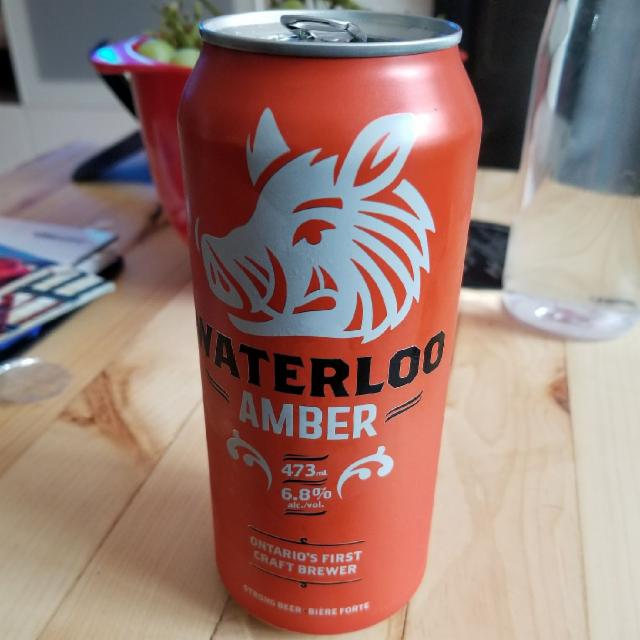 WATERLOO
AMBER
473 mL
6.8%
alc./vol.
ONTARIO'S FIRST
CRAFT BREWER
STRONG BEER · BIÈRE FORTE